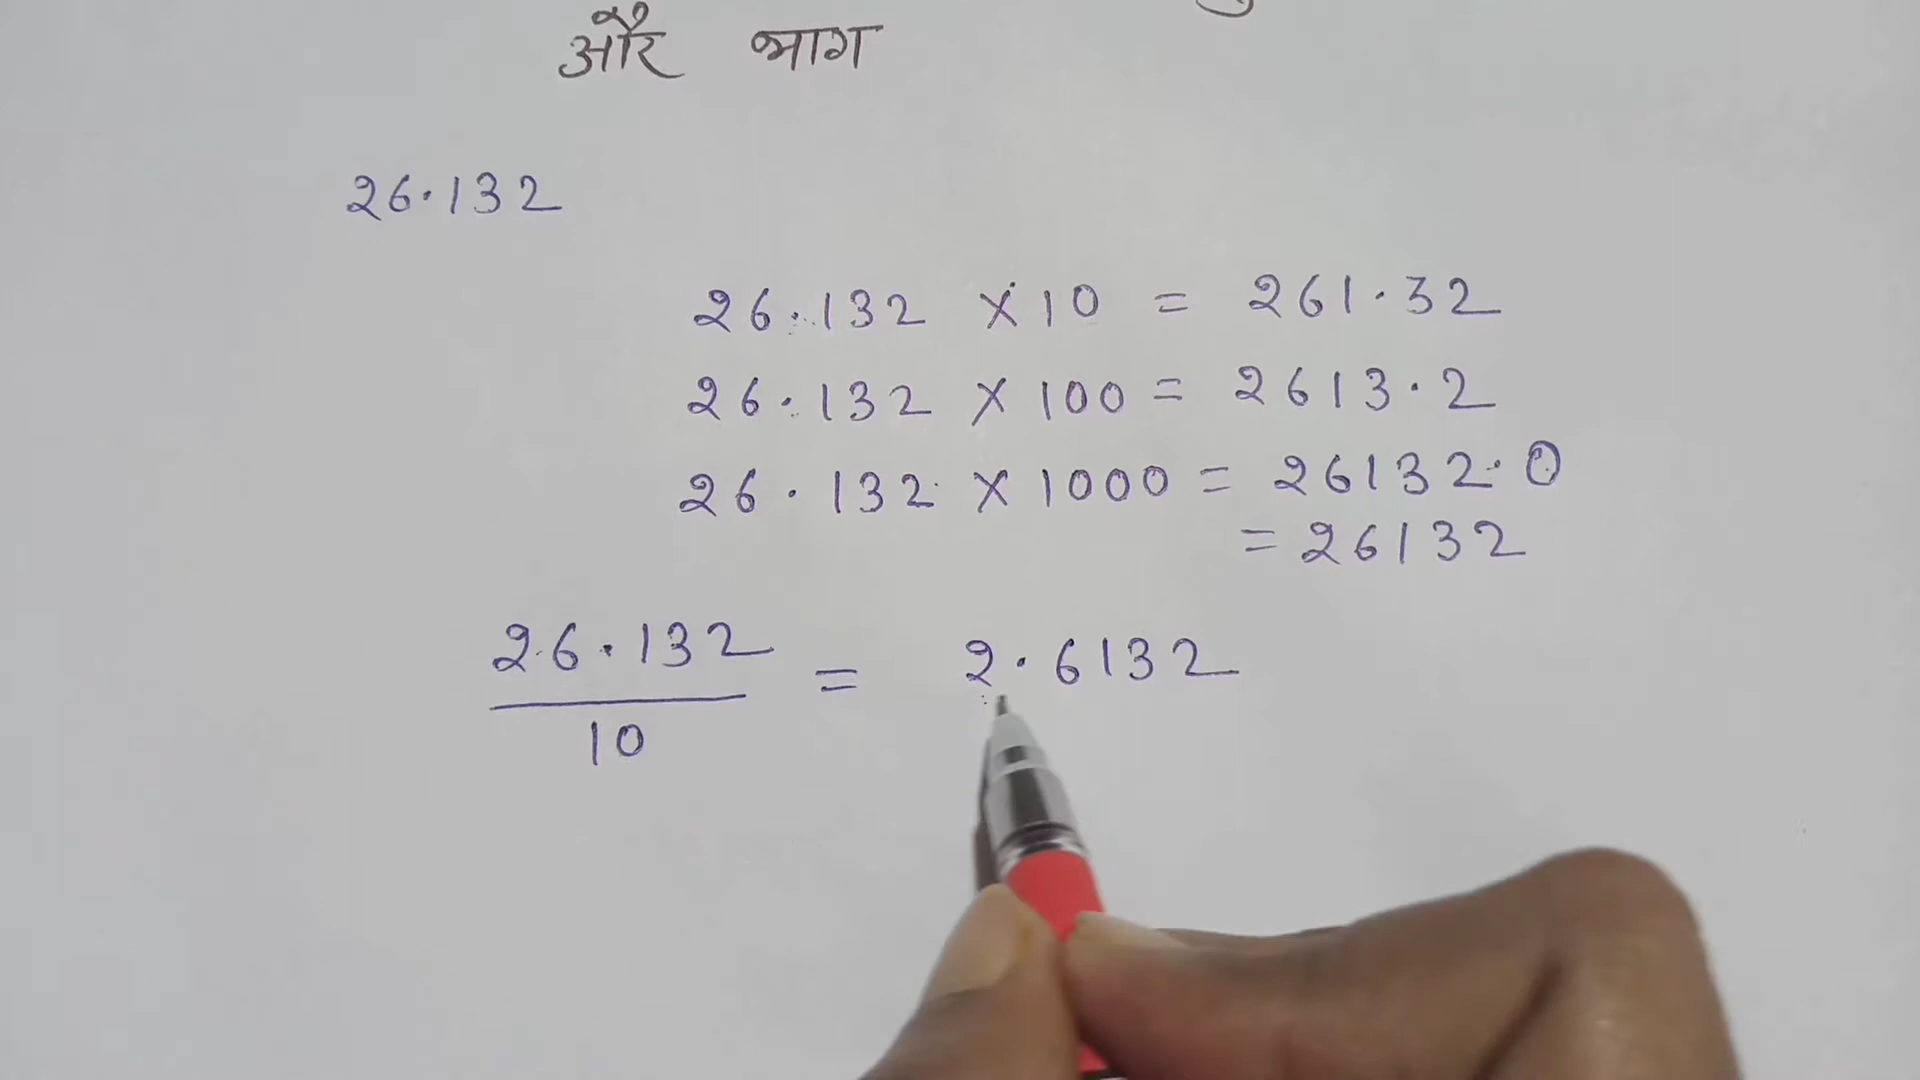 और भाग
26.132
26.132 × 10 = 261.32
26.132 × 100 = 2613.2
26.132 × 1000 = 26132.0
= 26132
26.132
10
= 2.6132